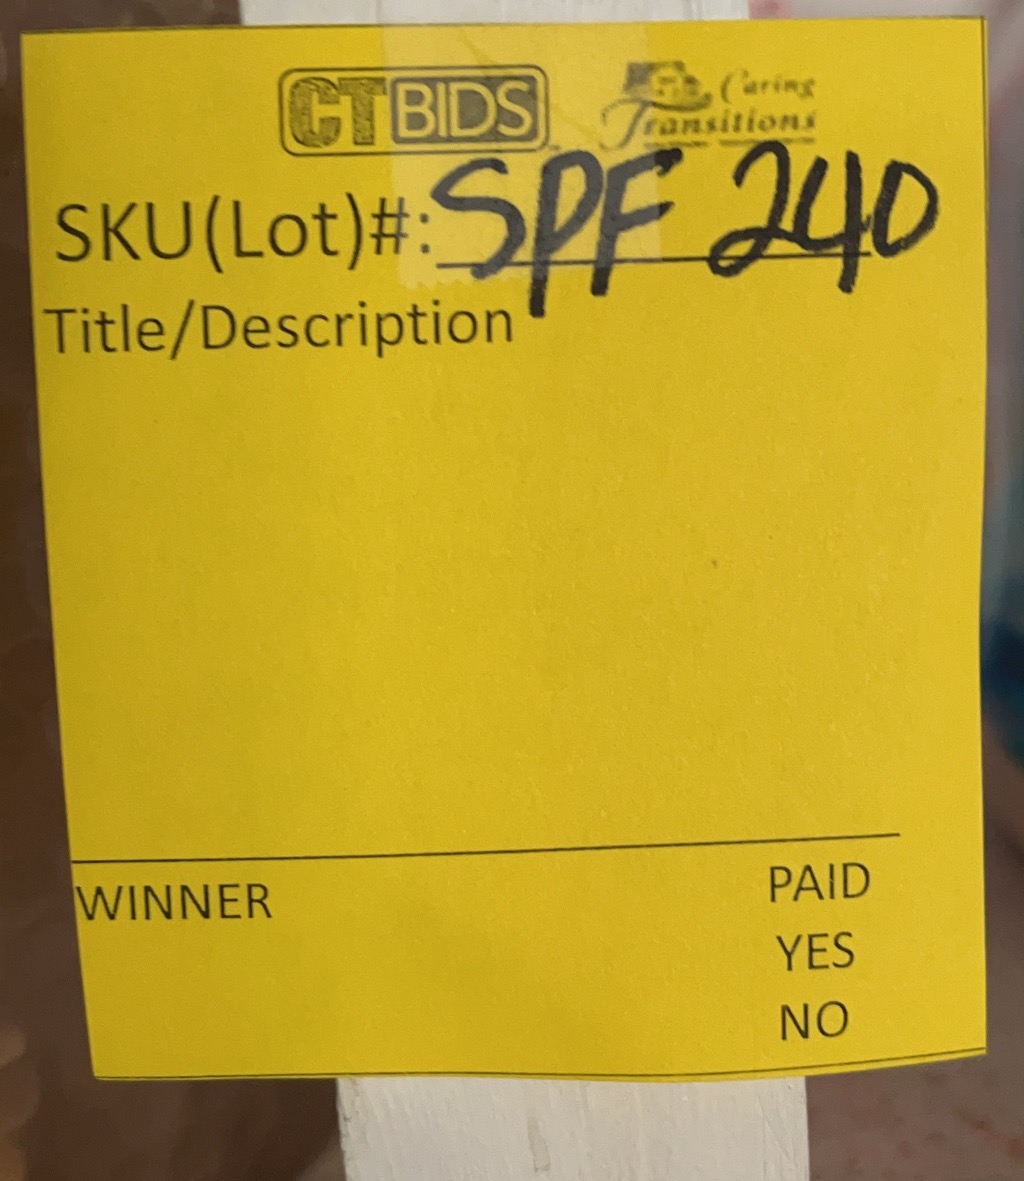 CTBIDS
Caring
Transitions
SKU(Lot)#: SPF 240
Title/Description
WINNER
PAID
YES
NO